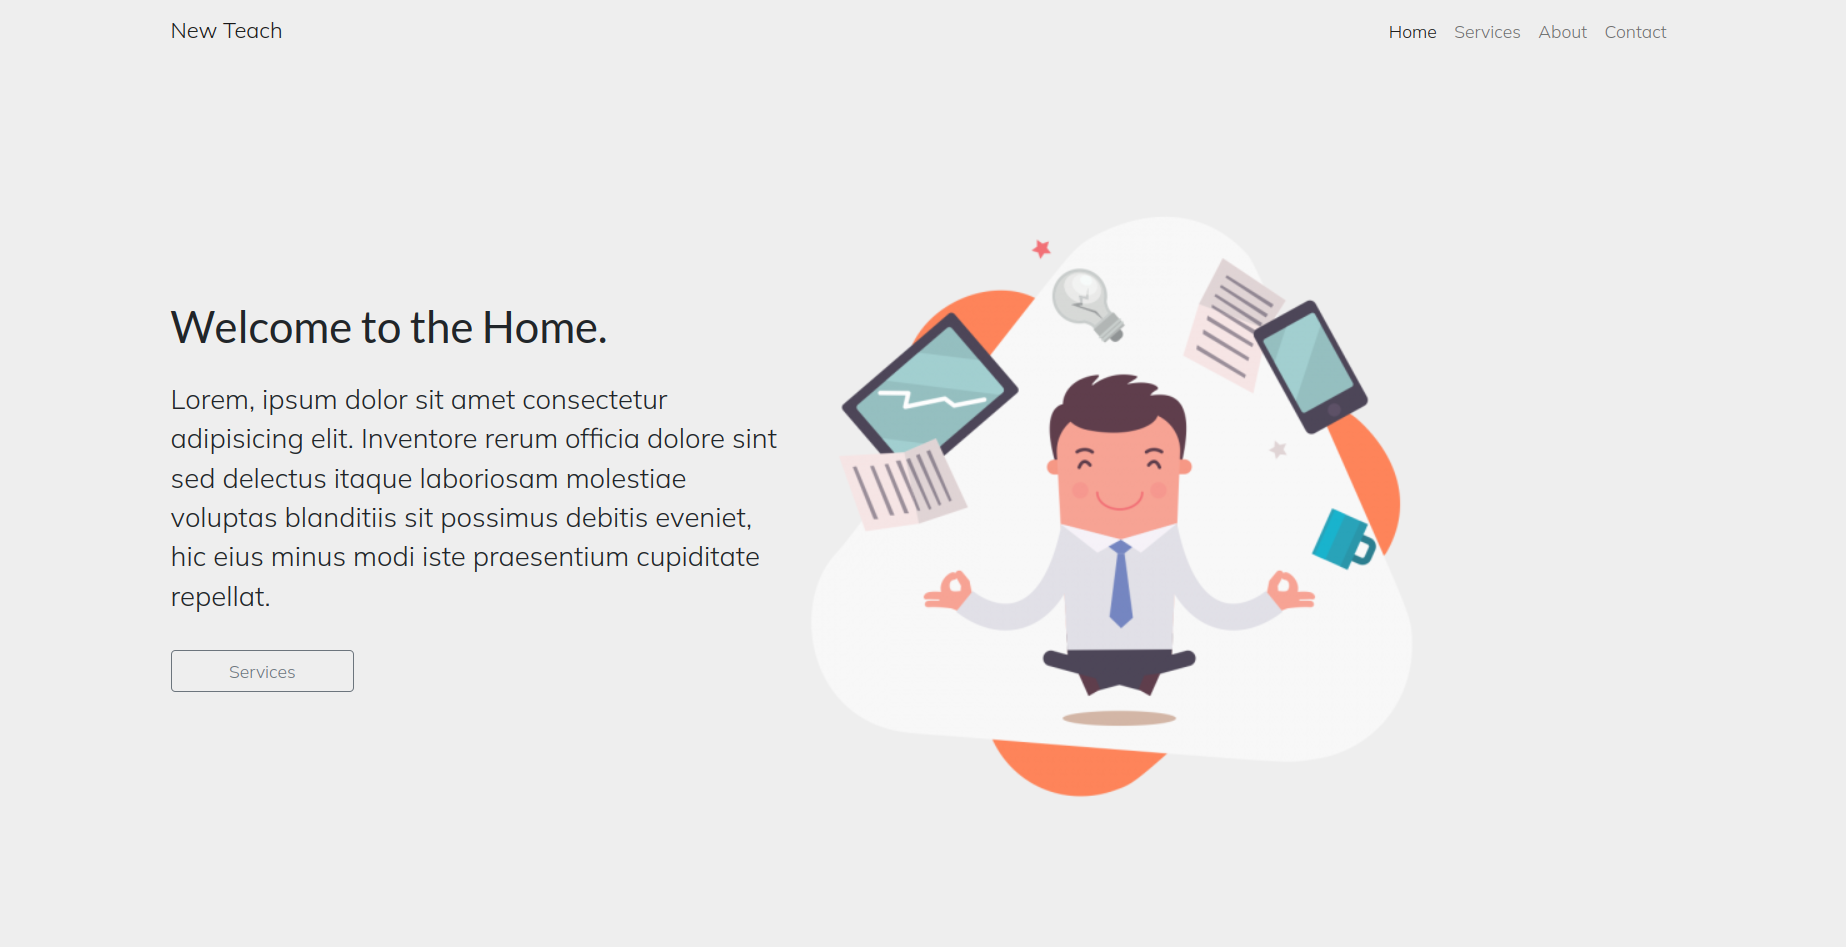 New Teach
Home
Services
About
Contact
Welcome to the Home.
Lorem, ipsum dolor sit amet consectetur
adipisicing elit. Inventore rerum officia dolore sint
sed delectus itaque laboriosam molestiae
voluptas blanditiis sit possimus debitis eveniet,
hic eius minus modi iste praesentium cupiditate
repellat.
Services